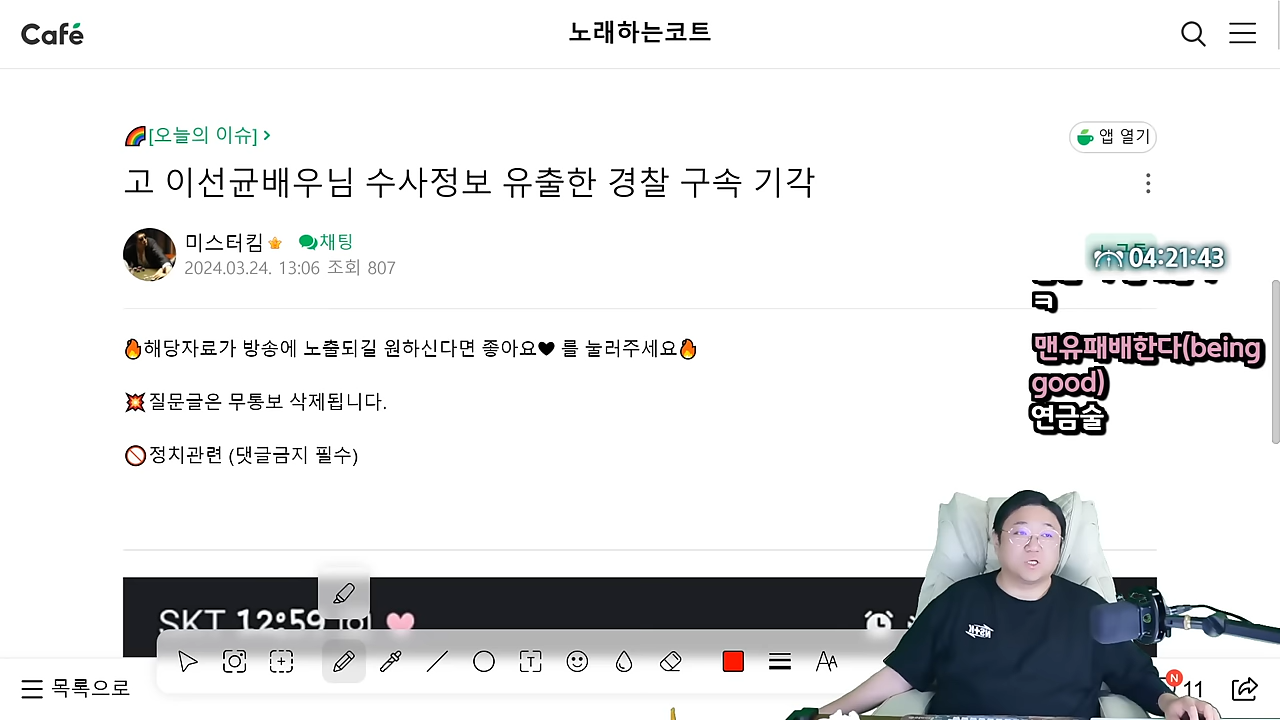 Café
노래하는코트
🌈[오늘의 이슈] >
앱 열기
고 이선균배우님 수사정보 유출한 경찰 구속 기각
미스터킴
채팅
2024.03.24. 13:06 조회 807
04:21:43
ㅋ
맨유패배한다(being
good)
연금술
🔥해당자료가 방송에 노출되길 원하신다면 좋아요♥ 를 눌러주세요🔥
💥질문글은 무통보 삭제됩니다.
🚫정치관련 (댓글금지 필수)
SKT 12:59
목록으로
N
11